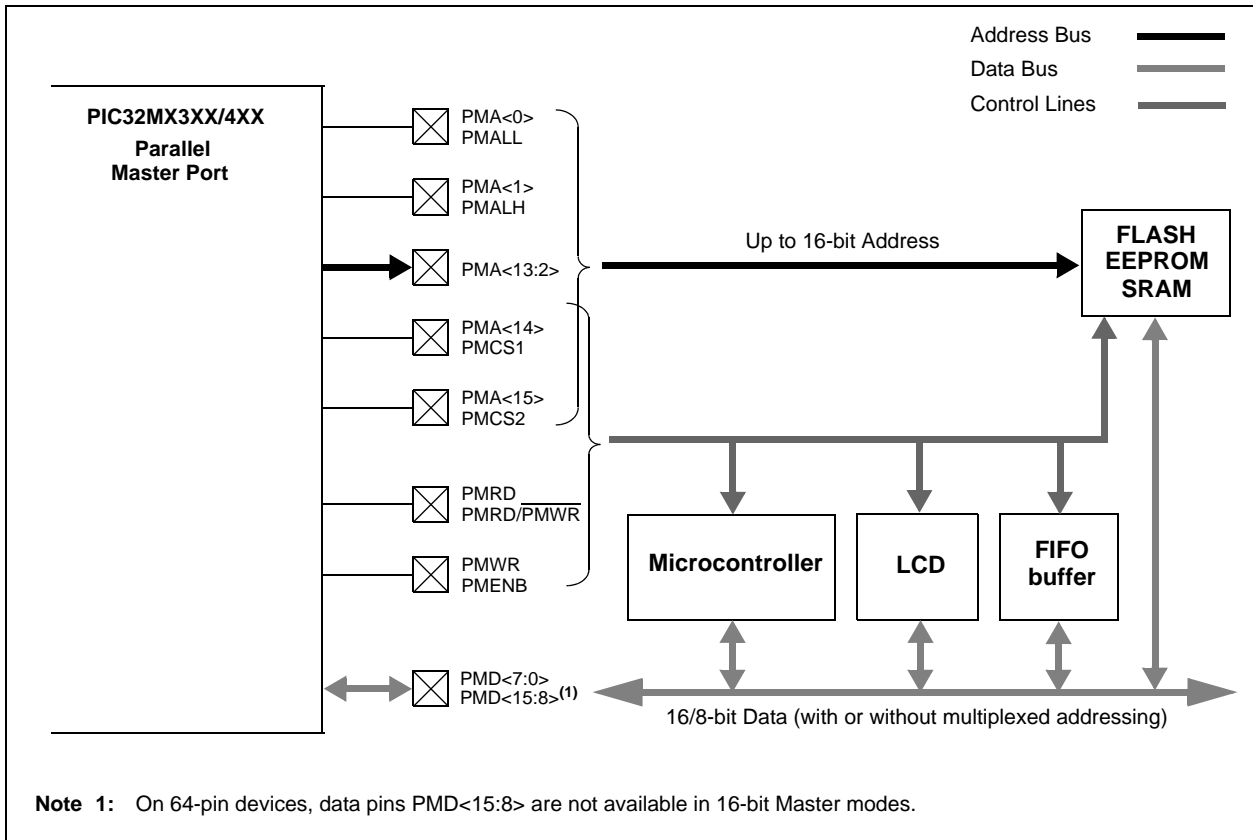 Address Bus
Data Bus
Control Lines
PIC32MX3XX/4XX
Parallel
Master Port
PMA<0>
PMALL
PMA<1>
PMALH
PMA<13:2>
Up to 16-bit Address
FLASH
EEPROM
SRAM
PMA<14>
PMCS1
PMA<15>
PMCS2
PMRD
PMRD/PMWR
PMWR
PMENB
Microcontroller
LCD
FIFO
buffer
PMD<7:0>
PMD<15:8>(1)
16/8-bit Data (with or without multiplexed addressing)
Note 1: On 64-pin devices, data pins PMD<15:8> are not available in 16-bit Master modes.